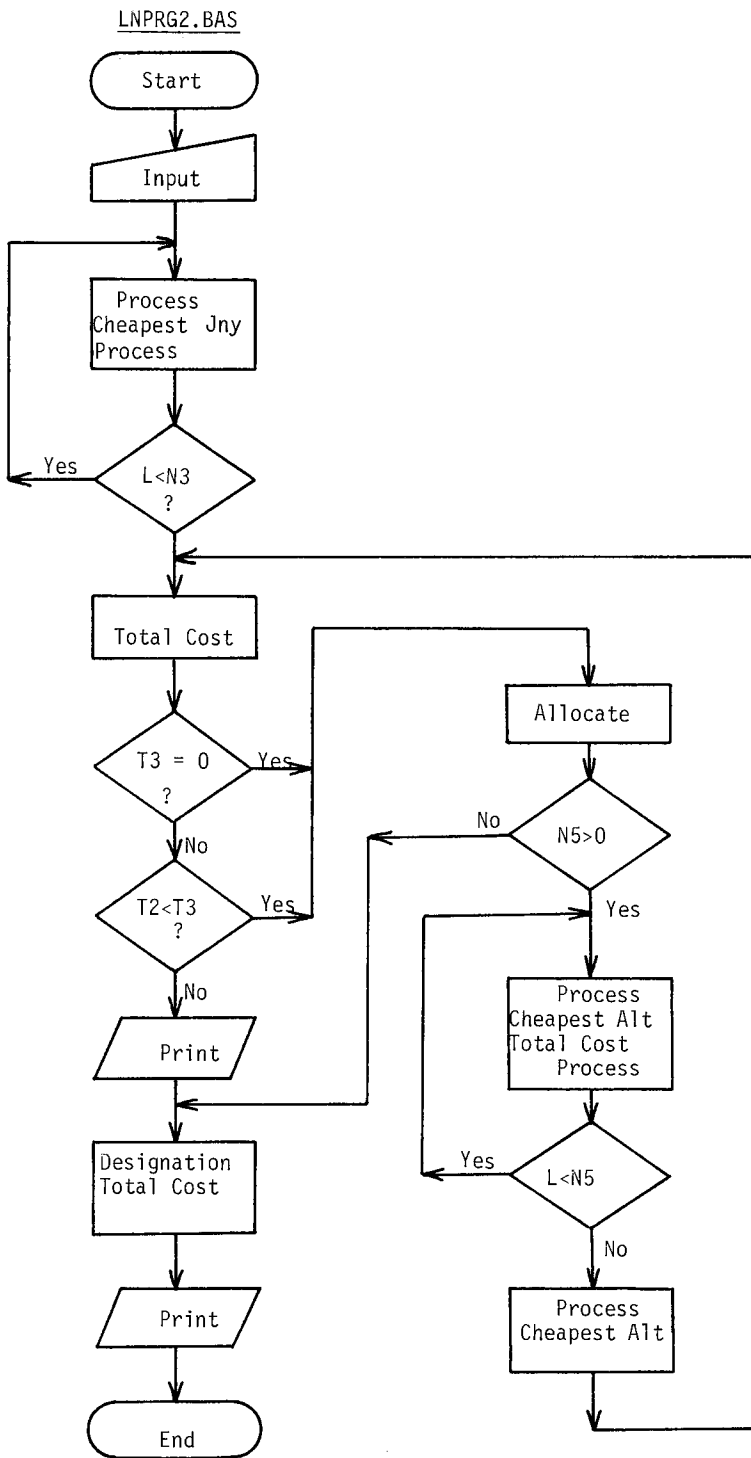 LNPRG2.BAS
Start
Input
Process
Cheapest Jny
Process
Yes
L<N3
?
Total Cost
T3 = 0
?
Yes
No
T2<T3
?
Yes
No
Print
Designation
Total Cost
Print
End
Allocate
No
N5>0
Yes
Process
Cheapest Alt
Total Cost
Process
Yes
L<N5
No
Process
Cheapest Alt